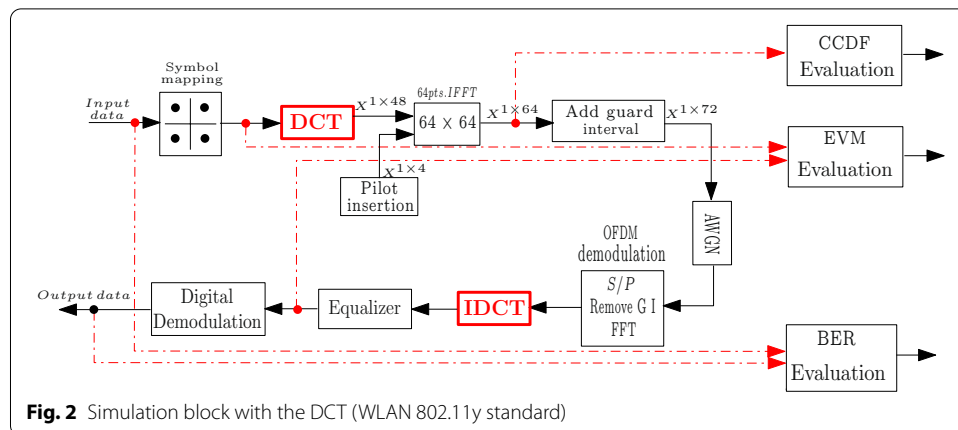 CCDF
Evaluation
Symbol
mapping
Input
data
DCT
X^{1×48}
64pts.IFFT
64 × 64
X^{1×64}
Add guard
interval
X^{1×72}
EVM
Evaluation
X^{1×4}
Pilot
insertion
AWGN
OFDM
demodulation
S/P
Remove G I
FFT
IDCT
Equalizer
Digital
Demodulation
Output data
BER
Evaluation
Fig. 2 Simulation block with the DCT (WLAN 802.11y standard)